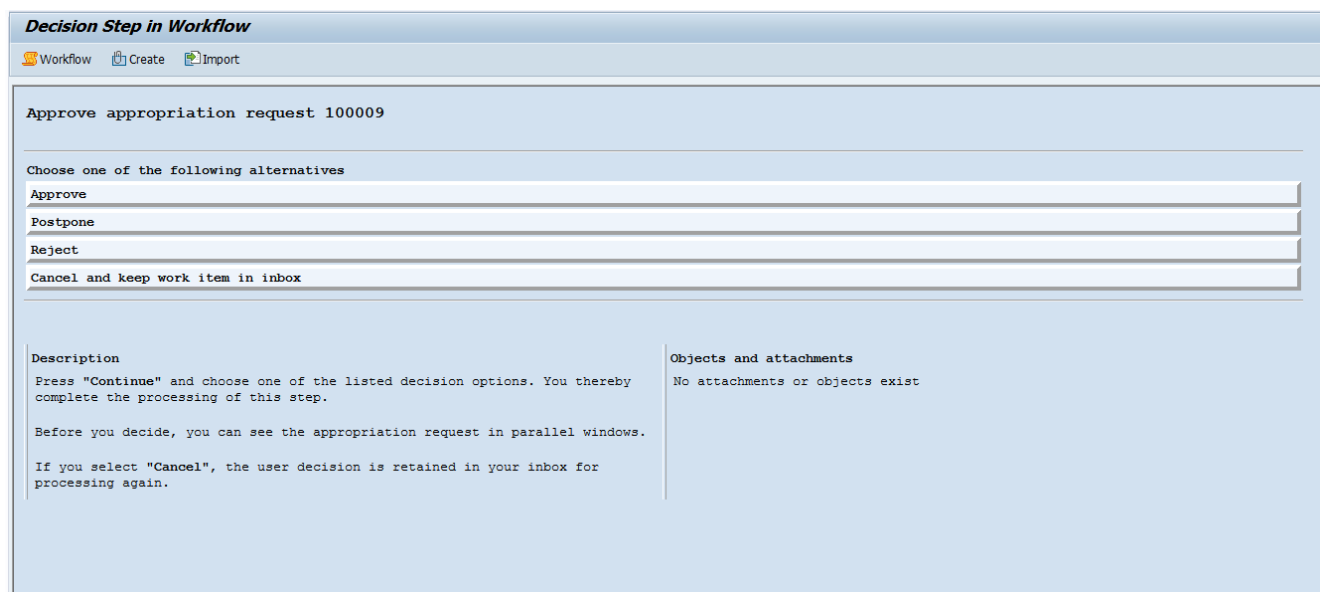 Decision Step in Workflow
Workflow Create Import
Approve appropriation request 100009
Choose one of the following alternatives
Approve
Postpone
Reject
Cancel and keep work item in inbox
Description
Press "Continue" and choose one of the listed decision options. You thereby
complete the processing of this step.
Before you decide, you can see the appropriation request in parallel windows.
If you select "Cancel", the user decision is retained in your inbox for
processing again.
Objects and attachments
No attachments or objects exist